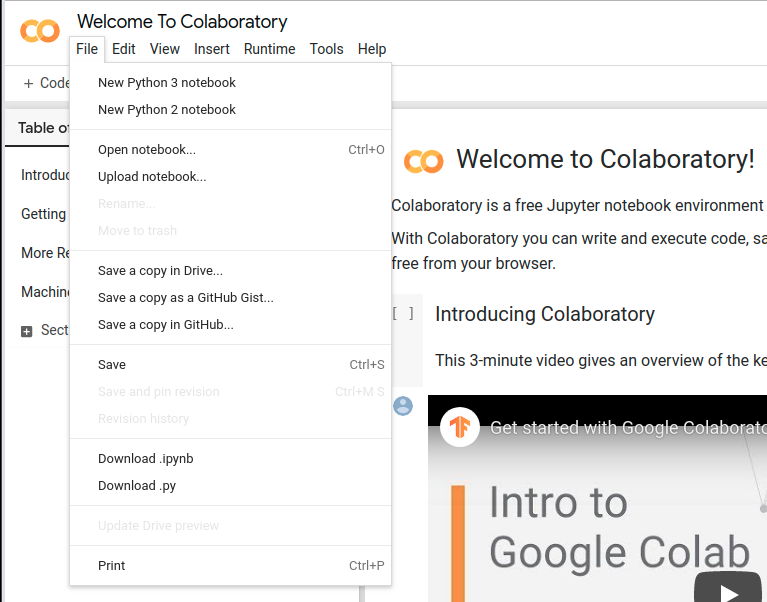 Welcome To Colaboratory
File Edit View Insert Runtime Tools Help
+ Code
Table o
Introduc
Getting
More Re
Machin
Sect
New Python 3 notebook
New Python 2 notebook
Open notebook... Ctrl+O
Upload notebook...
Rename...
Move to trash
Save a copy in Drive...
Save a copy as a GitHub Gist...
Save a copy in GitHub...
Save Ctrl+S
Save and pin revision Ctrl+M S
Revision history
Download .ipynb
Download .py
Update Drive preview
Print Ctrl+P
Welcome to Colaboratory!
Colaboratory is a free Jupyter notebook environment
With Colaboratory you can write and execute code, sa
free from your browser.
[ ] Introducing Colaboratory
This 3-minute video gives an overview of the ke
Get started with Google Colaborato
Intro to
Google Colab